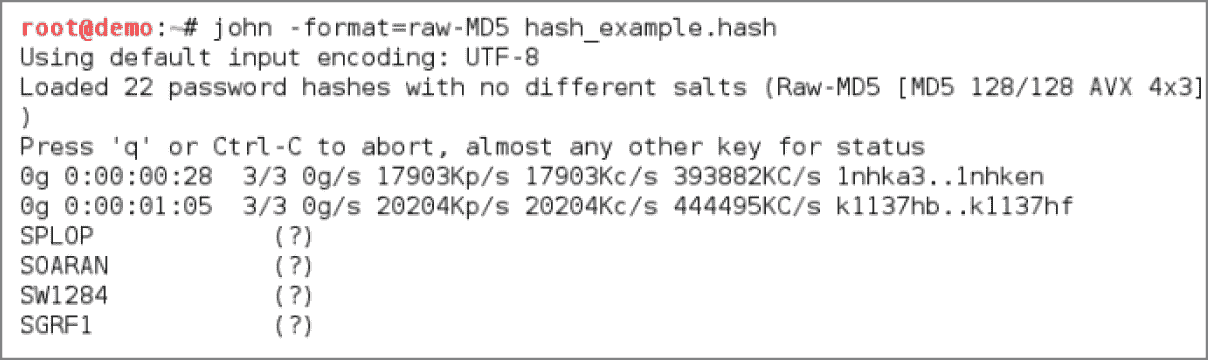 root@demo:~# john -format=raw-MD5 hash_example.hash
Using default input encoding: UTF-8
Loaded 22 password hashes with no different salts (Raw-MD5 [MD5 128/128 AVX 4x3]
)
Press 'q' or Ctrl-C to abort, almost any other key for status
0g 0:00:00:28  3/3 0g/s 17903Kp/s 17903Kc/s 393882KC/s 1nhka3..1nhken
0g 0:00:01:05  3/3 0g/s 20204Kp/s 20204Kc/s 444495KC/s k1137hb..k1137hf
SPLOP            (?)
SOARAN           (?)
SW1284           (?)
SGRF1            (?)